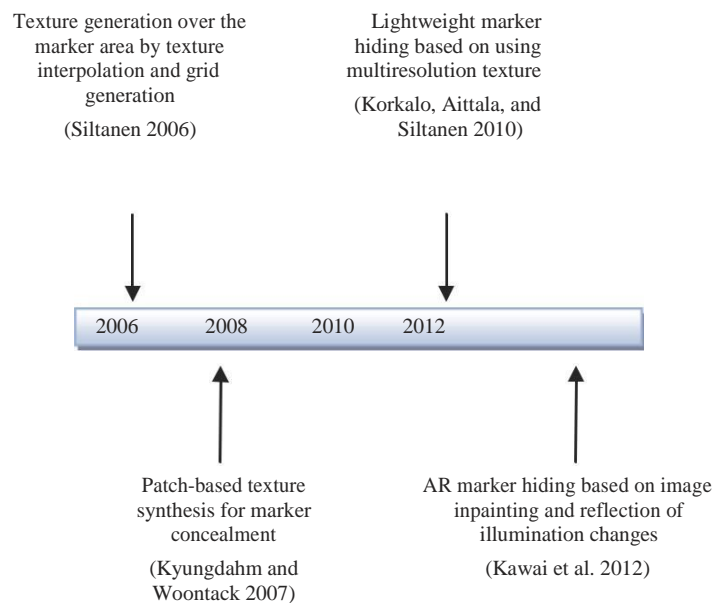 Texture generation over the
marker area by texture
interpolation and grid
generation
(Siltanen 2006)
Lightweight marker
hiding based on using
multiresolution texture
(Korkalo, Aittala, and
Siltanen 2010)
2006 2008 2010 2012
Patch-based texture
synthesis for marker
concealment
(Kyungdahm and
Woontack 2007)
AR marker hiding based on image
inpainting and reflection of
illumination changes
(Kawai et al. 2012)